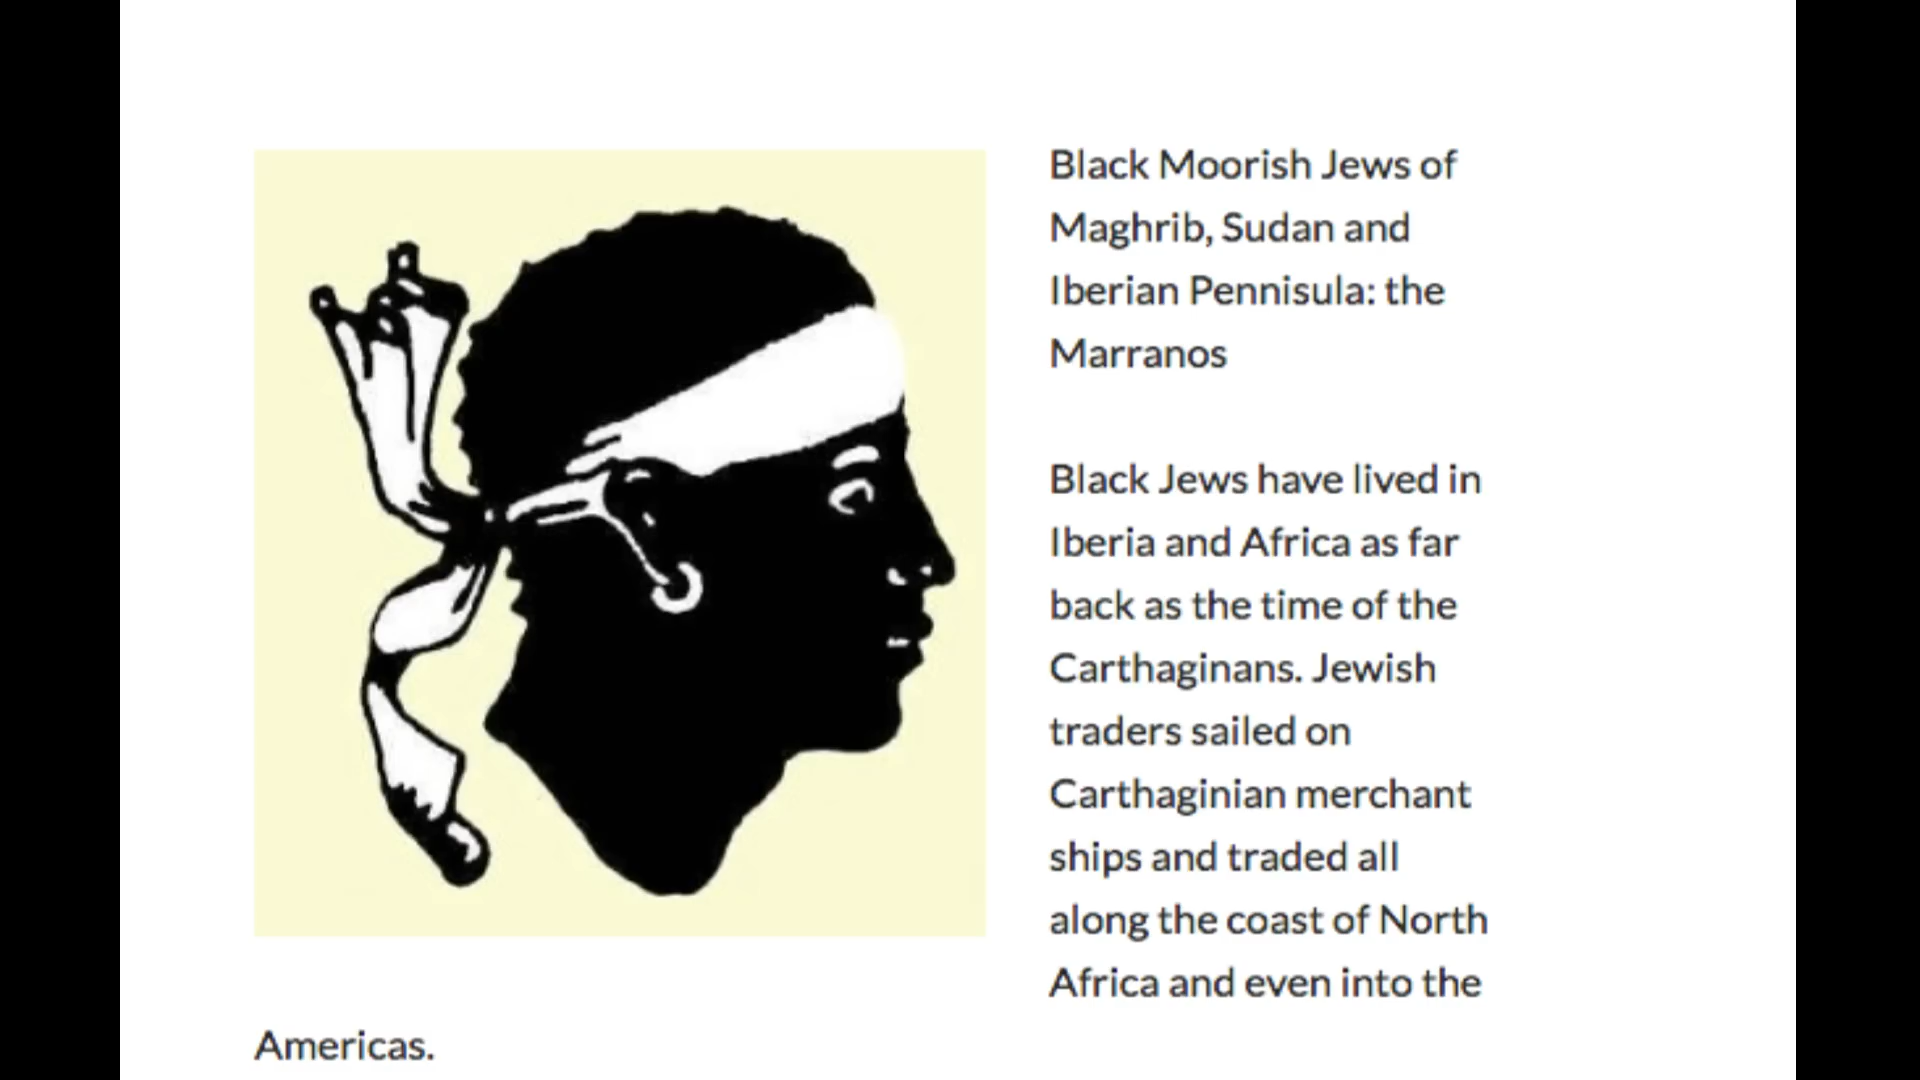 Black Moorish Jews of
Maghrib, Sudan and
Iberian Pennisula: the
Marranos
Black Jews have lived in
Iberia and Africa as far
back as the time of the
Carthaginans. Jewish
traders sailed on
Carthaginian merchant
ships and traded all
along the coast of North
Africa and even into the
Americas.